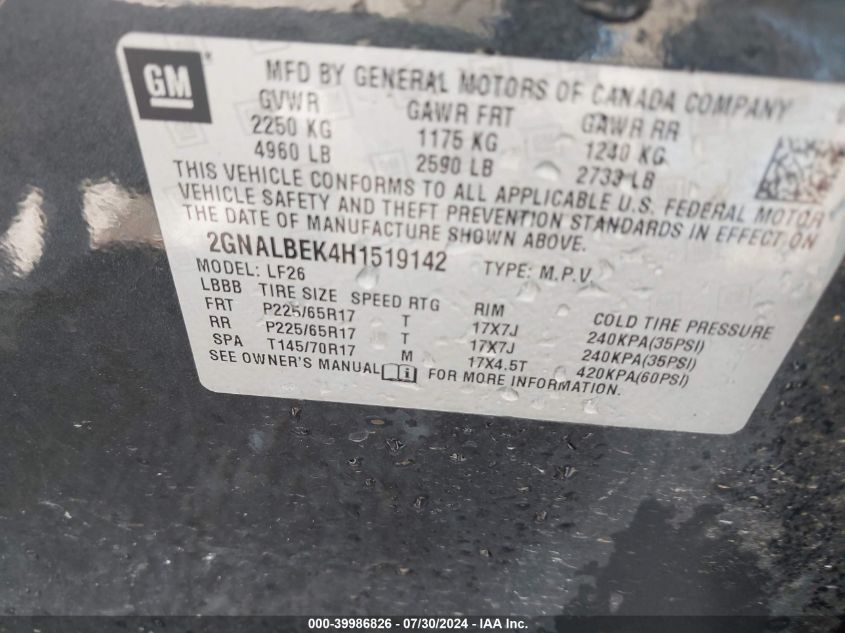 GM
MFD BY GENERAL MOTORS OF CANADA COMPANY
GVWR GAWR FRT GAWR RR
2250 KG 1175 KG 1240 KG
4960 LB 2590 LB 2733 LB
THIS VEHICLE CONFORMS TO ALL APPLICABLE U.S. FEDERAL MOTOR
VEHICLE SAFETY AND THEFT PREVENTION STANDARDS IN EFFECT ON
THE DATE OF MANUFACTURE SHOWN ABOVE.
2GNALBEK4H1519142 TYPE: M.P.V.
MODEL: LF26
LBBB TIRE SIZE SPEED RTG RIM COLD TIRE PRESSURE
FRT P225/65R17 T 17X7J 240KPA(35PSI)
RR P225/65R17 T 17X7J 240KPA(35PSI)
SPA T145/70R17 M 17X4.5T 420KPA(60PSI)
SEE OWNER'S MANUAL FOR MORE INFORMATION.
000-39986826 - 07/30/2024 - IAA Inc.